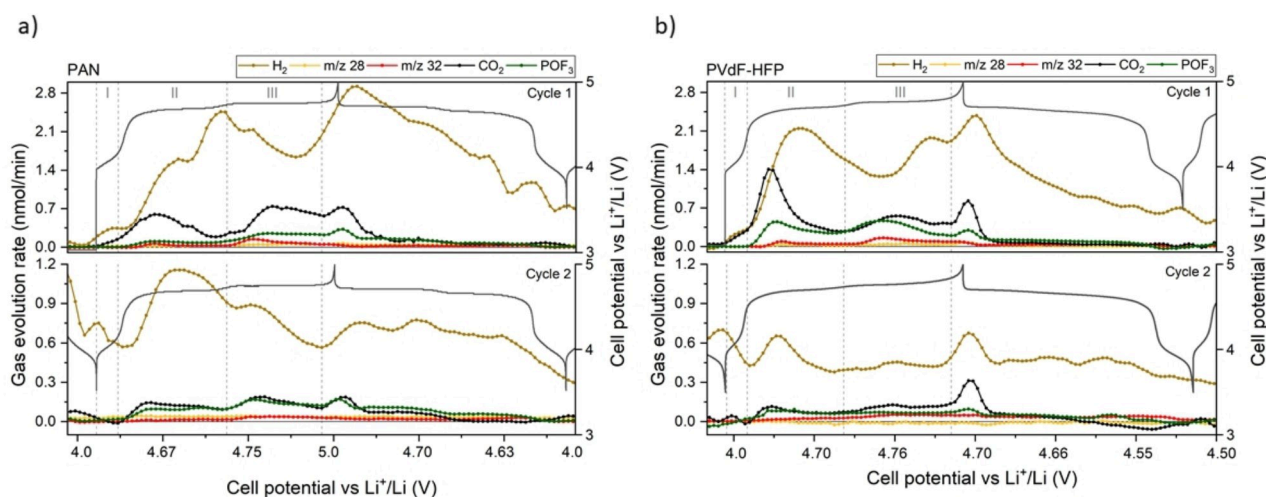 a)
PAN
H2 m/z 28 m/z 32 CO2 POF3
I II III Cycle 1
2.8
2.1
1.4
0.7
0.0
5
4
3
Cycle 2
1.2
0.9
0.6
0.3
0.0
5
4
3
4.0 4.67 4.75 5.0 4.70 4.63 4.0
Gas evolution rate (nmol/min)
Cell potential vs Li+/Li (V)
Cell potential vs Li+/Li (V)
b)
PVdF-HFP
H2 m/z 28 m/z 32 CO2 POF3
I II III Cycle 1
2.8
2.1
1.4
0.7
0.0
5
4
3
Cycle 2
1.2
0.9
0.6
0.3
0.0
5
4
3
4.0 4.70 4.76 4.70 4.66 4.55 4.50
Gas evolution rate (nmol/min)
Cell potential vs Li+/Li (V)
Cell potential vs Li+/Li (V)